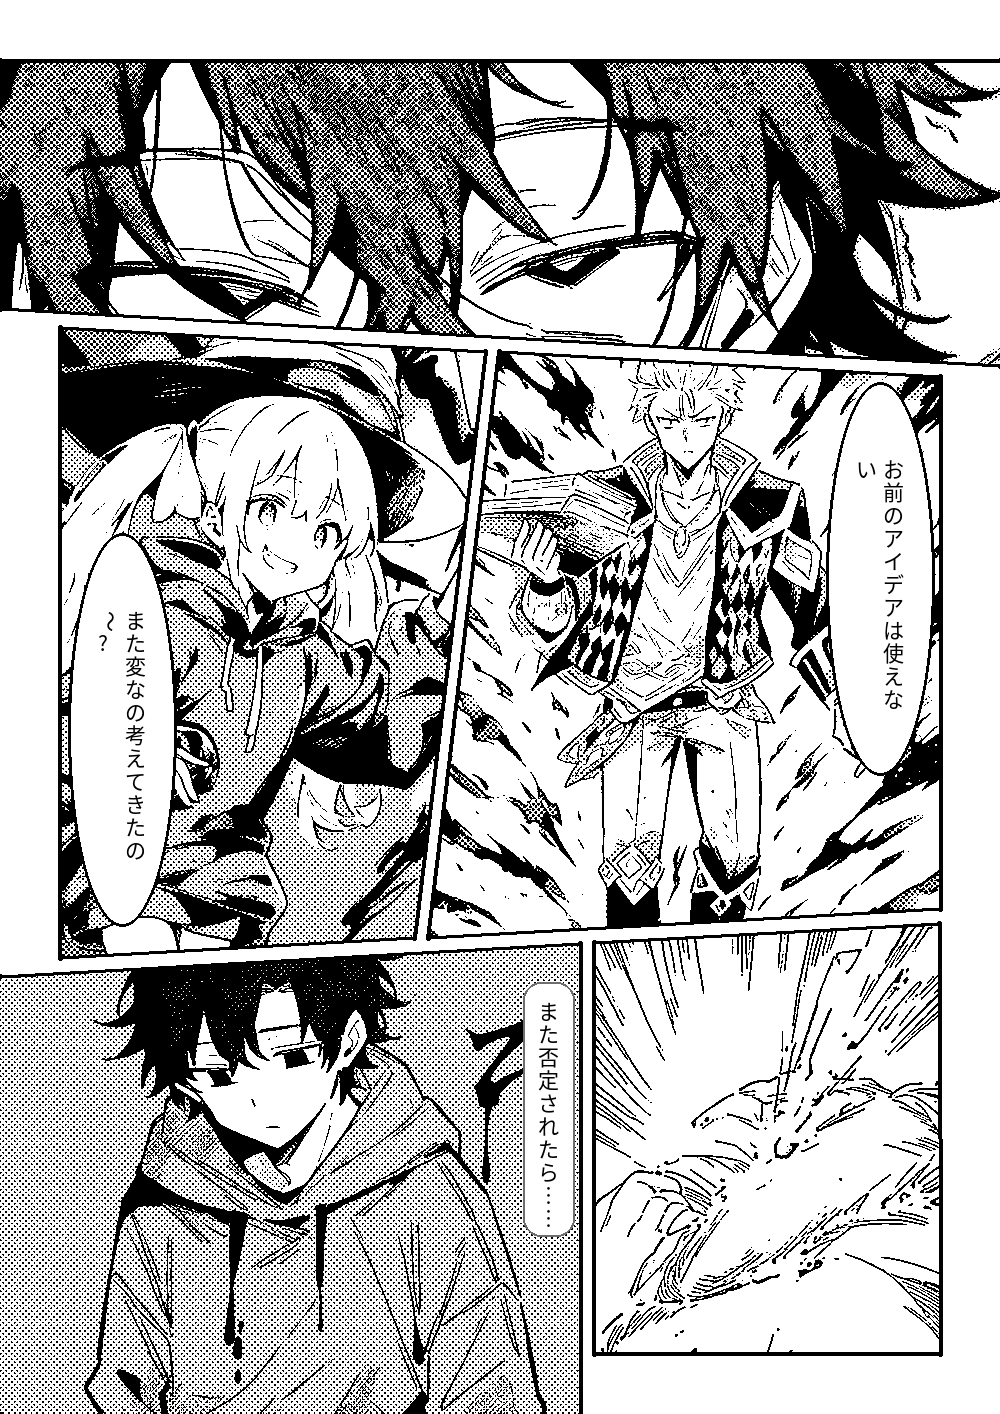 お前のアイデアは使えな
い
また変なの考えてきたの
～?
また否定されたら……